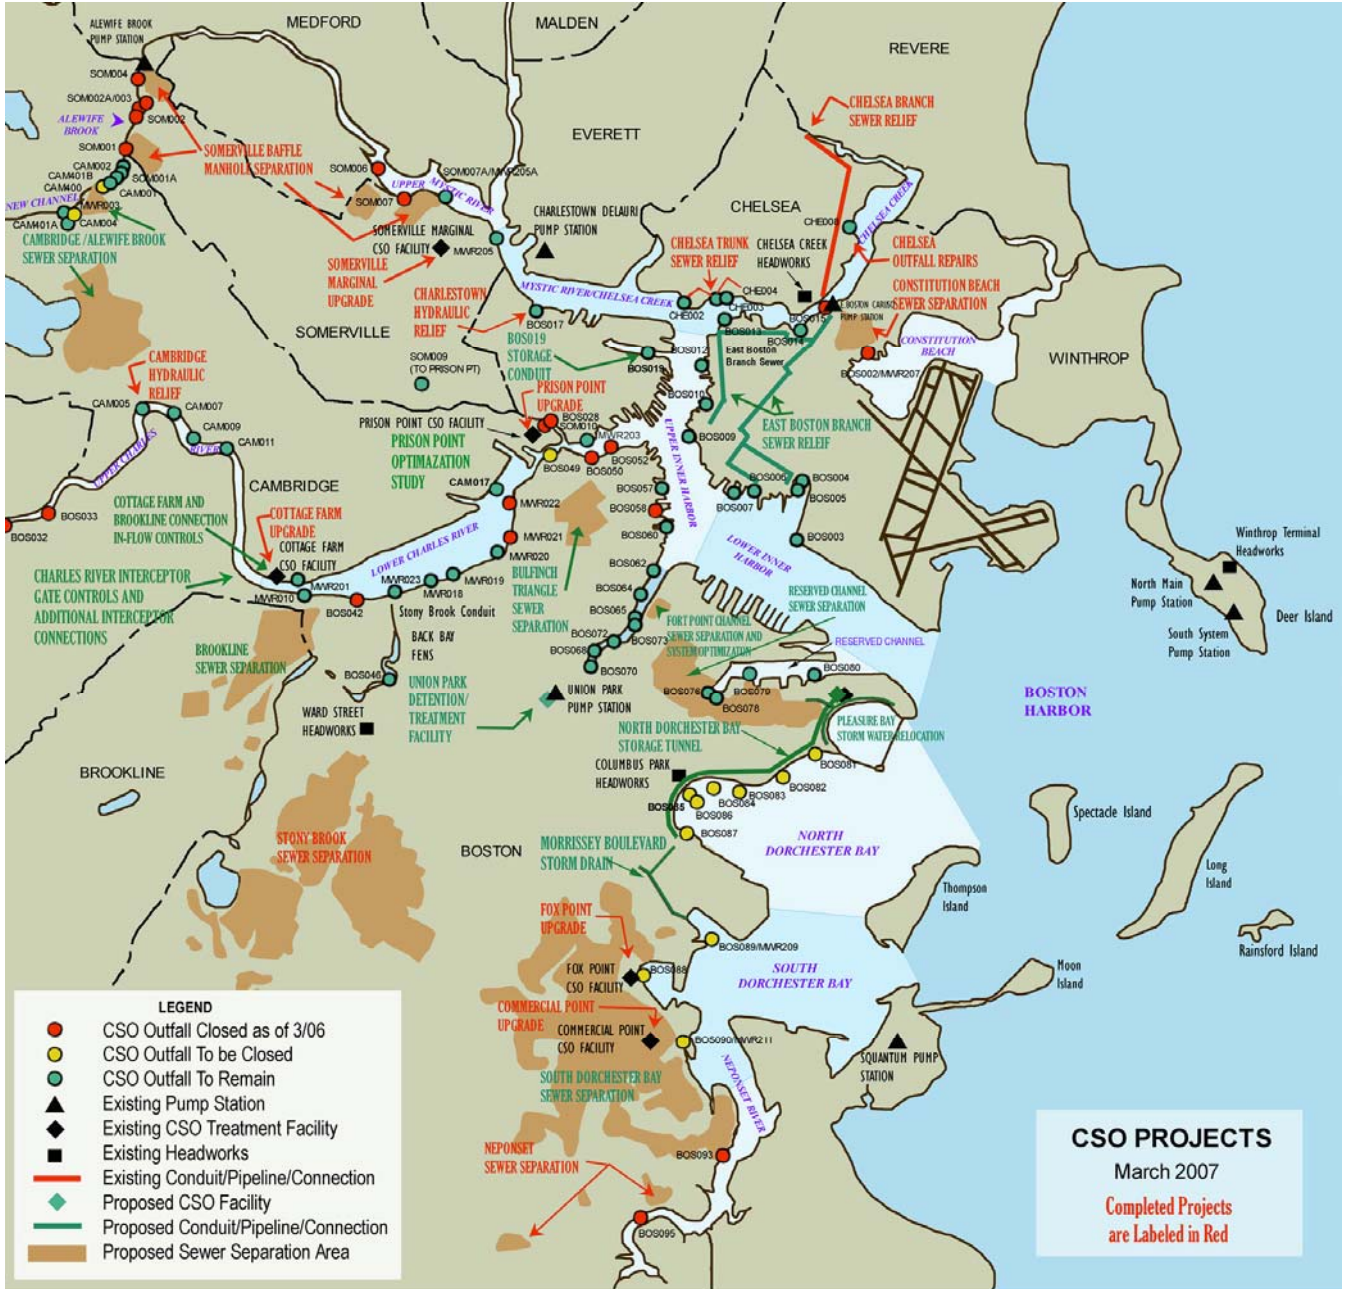 ALEWIFE BROOK
PUMP STATION
MEDFORD
MALDEN
REVERE
SOM004
SOM002A/003
SOM002
ALEWIFE
BROOK
SOM001
CAM002
CAM401B
CAM400
SOM001A
CAM001
NEW CHANNEL
MWR003
CAM401A
CAM004
CAMBRIDGE /ALEWIFE BROOK
SEWER SEPARATION
SOMERVILLE BAFFLE
MANHOLE SEPARATION
EVERETT
CHELSEA BRANCH
SEWER RELIEF
SOM006
SOM007A/MWR205A
SOM007
UPPER MYSTIC RIVER
SOMERVILLE MARGINAL
CSO FACILITY
MWR205
CHARLESTOWN DELAURI
PUMP STATION
CHELSEA
CHE008
CHELSEA CREEK
CHELSEA TRUNK
SEWER RELIEF
CHELSEA CREEK
HEADWORKS
CHELSEA
OUTFALL REPAIRS
CONSTITUTION BEACH
SEWER SEPARATION
SOMERVILLE
MARGINAL
UPGRADE
CHARLESTOWN
HYDRAULIC
RELIEF
MYSTIC RIVER/CHELSEA CREEK
CHE004
CHE003
CHE002
BOS015
PUMP STATION
BOS017
BOS013
BOS014
SOMERVILLE
BOS019
STORAGE
CONDUIT
BOS012
BOS019
East Boston
Branch Sewer
CONSTITUTION
BEACH
BOS002/MWR207
WINTHROP
CAMBRIDGE
HYDRAULIC
RELIEF
SOM009
(TO PRISON PT)
PRISON POINT
UPGRADE
BOS010
CAM005
CAM007
CAM009
CAM011
PRISON POINT CSO FACILITY
BOS028
SOM010
MWR203
PRISON POINT
OPTIMAZATION
STUDY
BOS049
BOS052
BOS050
BOS009
EAST BOSTON BRANCH
SEWER RELEIF
UPPER CHARLES
RIVER
UPPER INNER HARBOR
CAMBRIDGE
CAM017
BOS057
BOS006
BOS004
BOS005
BOS007
COTTAGE FARM AND
BROOKLINE CONNECTION
IN-FLOW CONTROLS
BOS033
BOS032
COTTAGE FARM
UPGRADE
COTTAGE FARM
CSO FACILITY
LOWER CHARLES RIVER
MWR022
MWR021
MWR020
BOS058
BOS060
BOS003
LOWER INNER
HARBOR
CHARLES RIVER INTERCEPTOR
GATE CONTROLS AND
ADDITIONAL INTERCEPTOR
CONNECTIONS
MWR201
MWR010
BOS042
MWR023
MWR018
MWR019
Stony Brook Conduit
BULFINCH
TRIANGLE
SEWER
SEPARATION
BOS062
BOS064
BOS065
BOS072
BOS073
BOS068
BOS070
RESERVED CHANNEL
SEWER SEPARATION
FORT POINT CHANNEL
SEWER SEPARATION AND
SYSTEM OPTIMIZATON
RESERVED CHANNEL
Winthrop Terminal
Headworks
North Main
Pump Station
Deer Island
South System
Pump Station
BROOKLINE
SEWER SEPARATION
BACK BAY
FENS
BOS046
UNION PARK
DETENTION/
TREATMENT
FACILITY
UNION PARK
PUMP STATION
BOS080
BOS076
BOS079
BOS078
WARD STREET
HEADWORKS
NORTH DORCHESTER BAY
STORAGE TUNNEL
PLEASURE BAY
STORM WATER RELOCATION
BOSTON
HARBOR
COLUMBUS PARK
HEADWORKS
BROOKLINE
BOS081
BOS082
BOS083
BOS084
BOS085
BOS086
BOS087
Spectacle Island
STONY BROOK
SEWER SEPARATION
BOSTON
MORRISSEY BOULEVARD
STORM DRAIN
NORTH
DORCHESTER BAY
Thompson
Island
Long
Island
Rainsford Island
FOX POINT
UPGRADE
BOS089/MWR209
FOX POINT
CSO FACILITY
BOS088
SOUTH
DORCHESTER BAY
Moon
Island
COMMERCIAL POINT
UPGRADE
COMMERCIAL POINT
CSO FACILITY
BOS090/MWR211
SQUANTUM PUMP
STATION
SOUTH DORCHESTER BAY
SEWER SEPARATION
NEPONSET RIVER
NEPONSET
SEWER SEPARATION
BOS093
BOS095
LEGEND
CSO Outfall Closed as of 3/06
CSO Outfall To be Closed
CSO Outfall To Remain
Existing Pump Station
Existing CSO Treatment Facility
Existing Headworks
Existing Conduit/Pipeline/Connection
Proposed CSO Facility
Proposed Conduit/Pipeline/Connection
Proposed Sewer Separation Area
CSO PROJECTS
March 2007
Completed Projects
are Labeled in Red